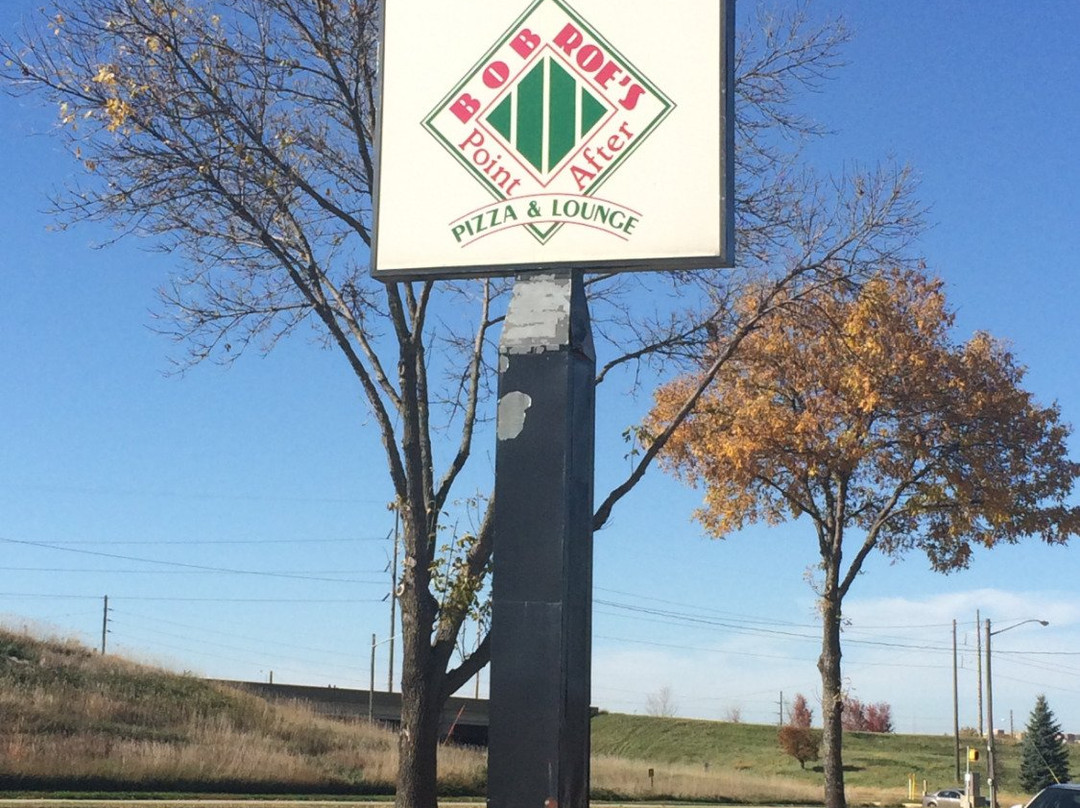 BOB ROE'S
Point After
PIZZA & LOUNGE